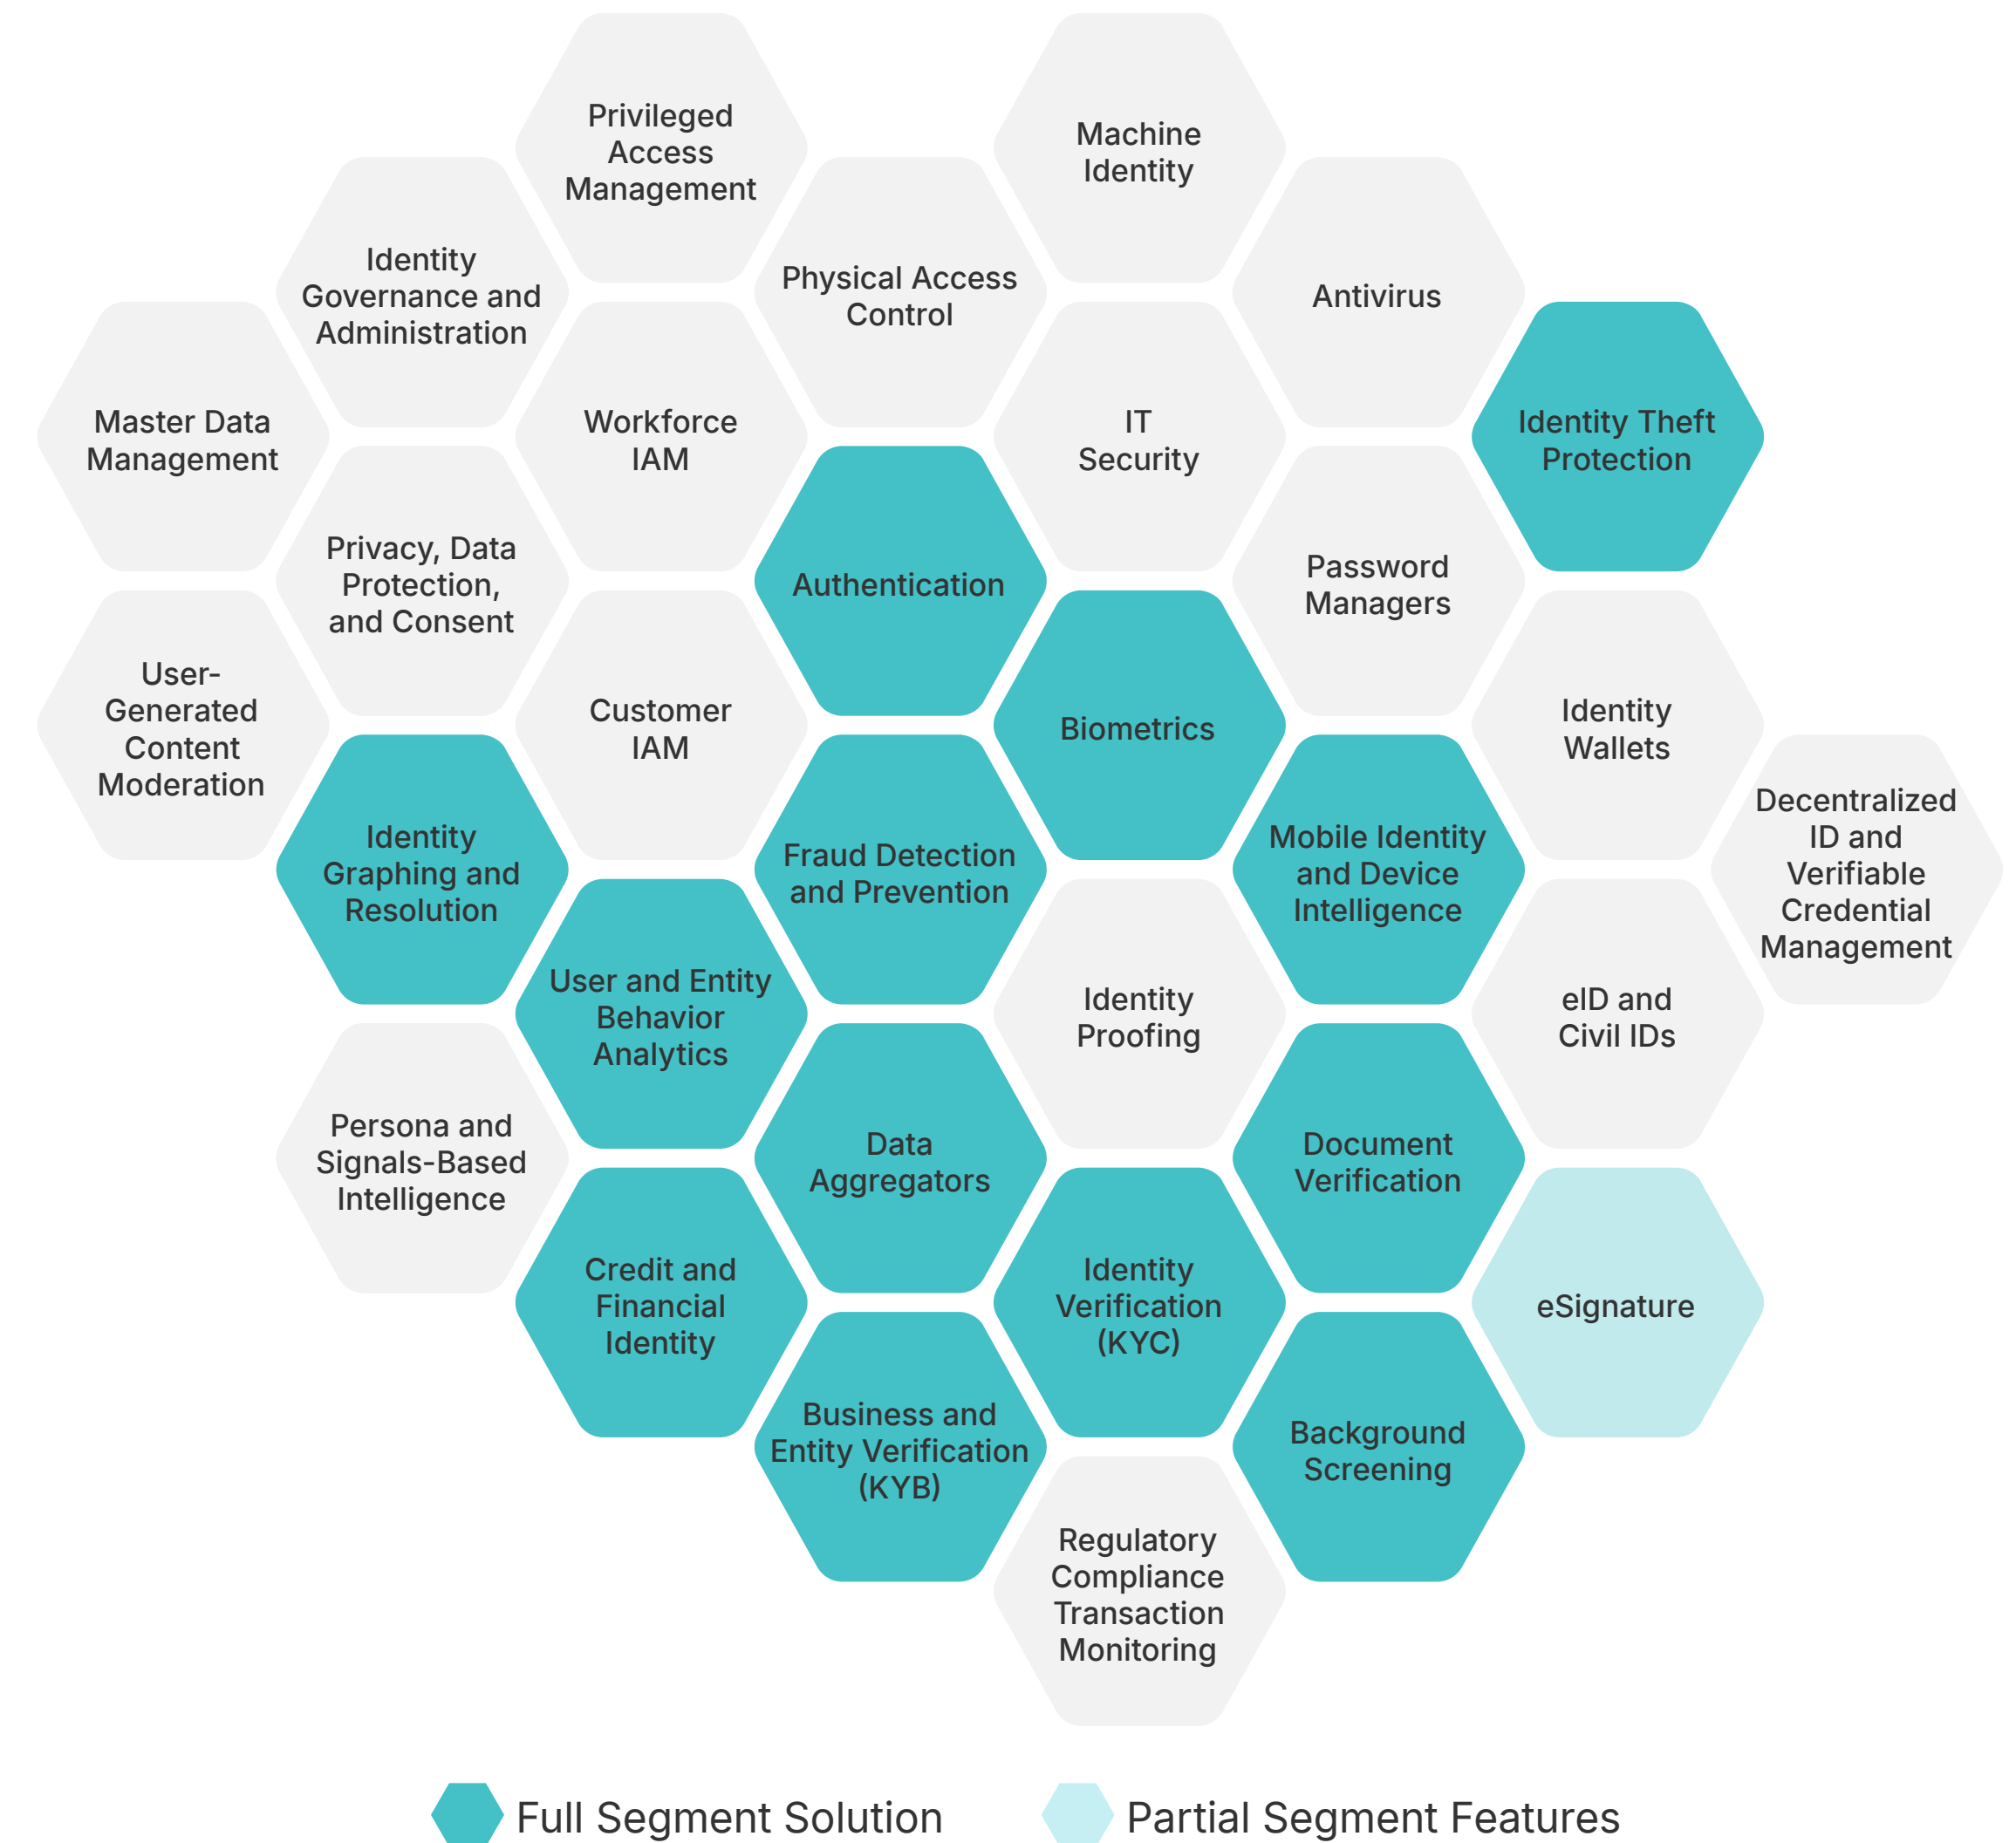 Privileged
Access
Management
Machine
Identity
Identity
Governance and
Administration
Physical Access
Control
Antivirus
Master Data
Management
Workforce
IAM
IT
Security
Identity Theft
Protection
Privacy, Data
Protection,
and Consent
Authentication
Password
Managers
User-
Generated
Content
Moderation
Customer
IAM
Biometrics
Identity
Wallets
Identity
Graphing and
Resolution
Fraud Detection
and Prevention
Mobile Identity
and Device
Intelligence
Decentralized
ID and
Verifiable
Credential
Management
User and Entity
Behavior
Analytics
Identity
Proofing
eID and
Civil IDs
Persona and
Signals-Based
Intelligence
Data
Aggregators
Document
Verification
Credit and
Financial
Identity
Identity
Verification
(KYC)
eSignature
Business and
Entity Verification
(KYB)
Background
Screening
Regulatory
Compliance
Transaction
Monitoring
Full Segment Solution
Partial Segment Features